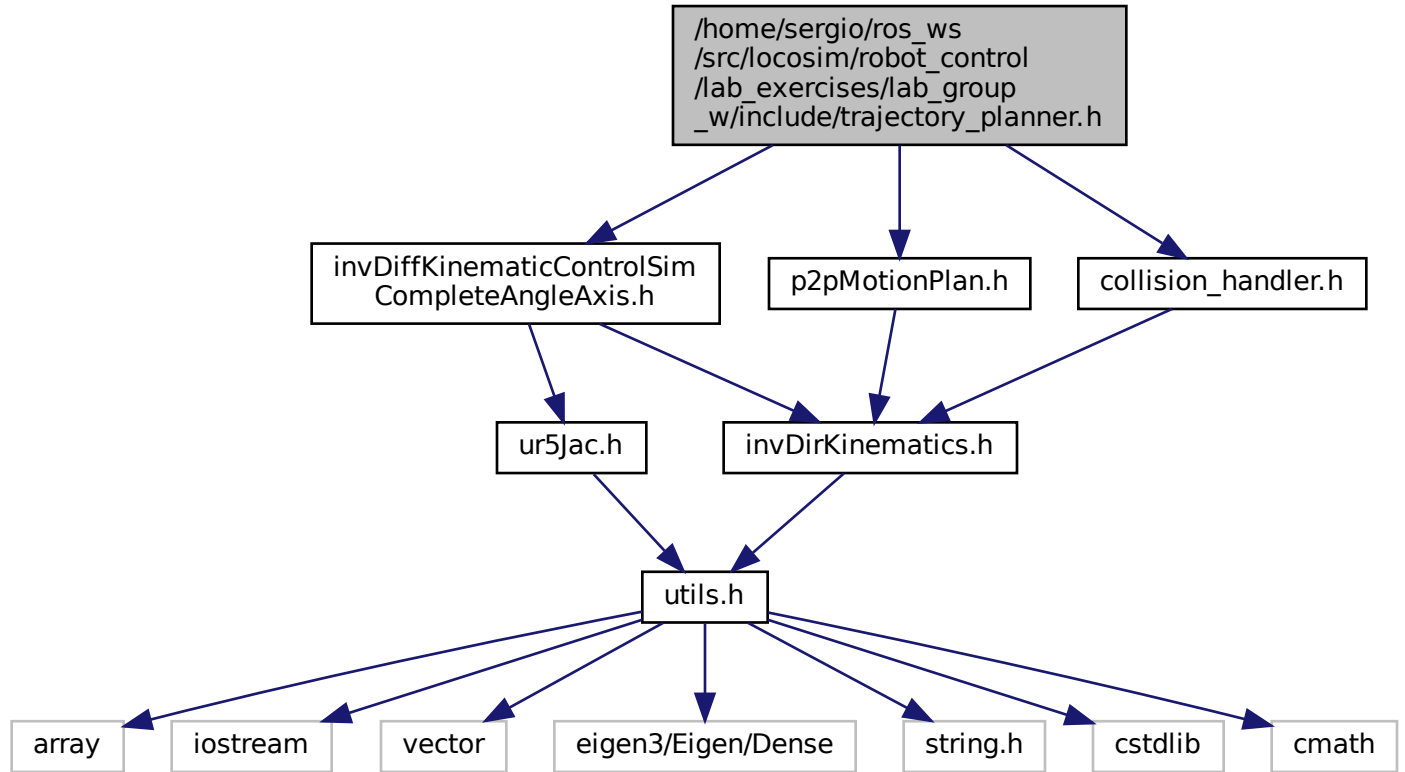 /home/sergio/ros_ws
/src/locosim/robot_control
/lab_exercises/lab_group
_w/include/trajectory_planner.h
invDiffKinematicControlSim
CompleteAngleAxis.h
p2pMotionPlan.h
collision_handler.h
ur5Jac.h
invDirKinematics.h
utils.h
array
iostream
vector
eigen3/Eigen/Dense
string.h
cstdlib
cmath